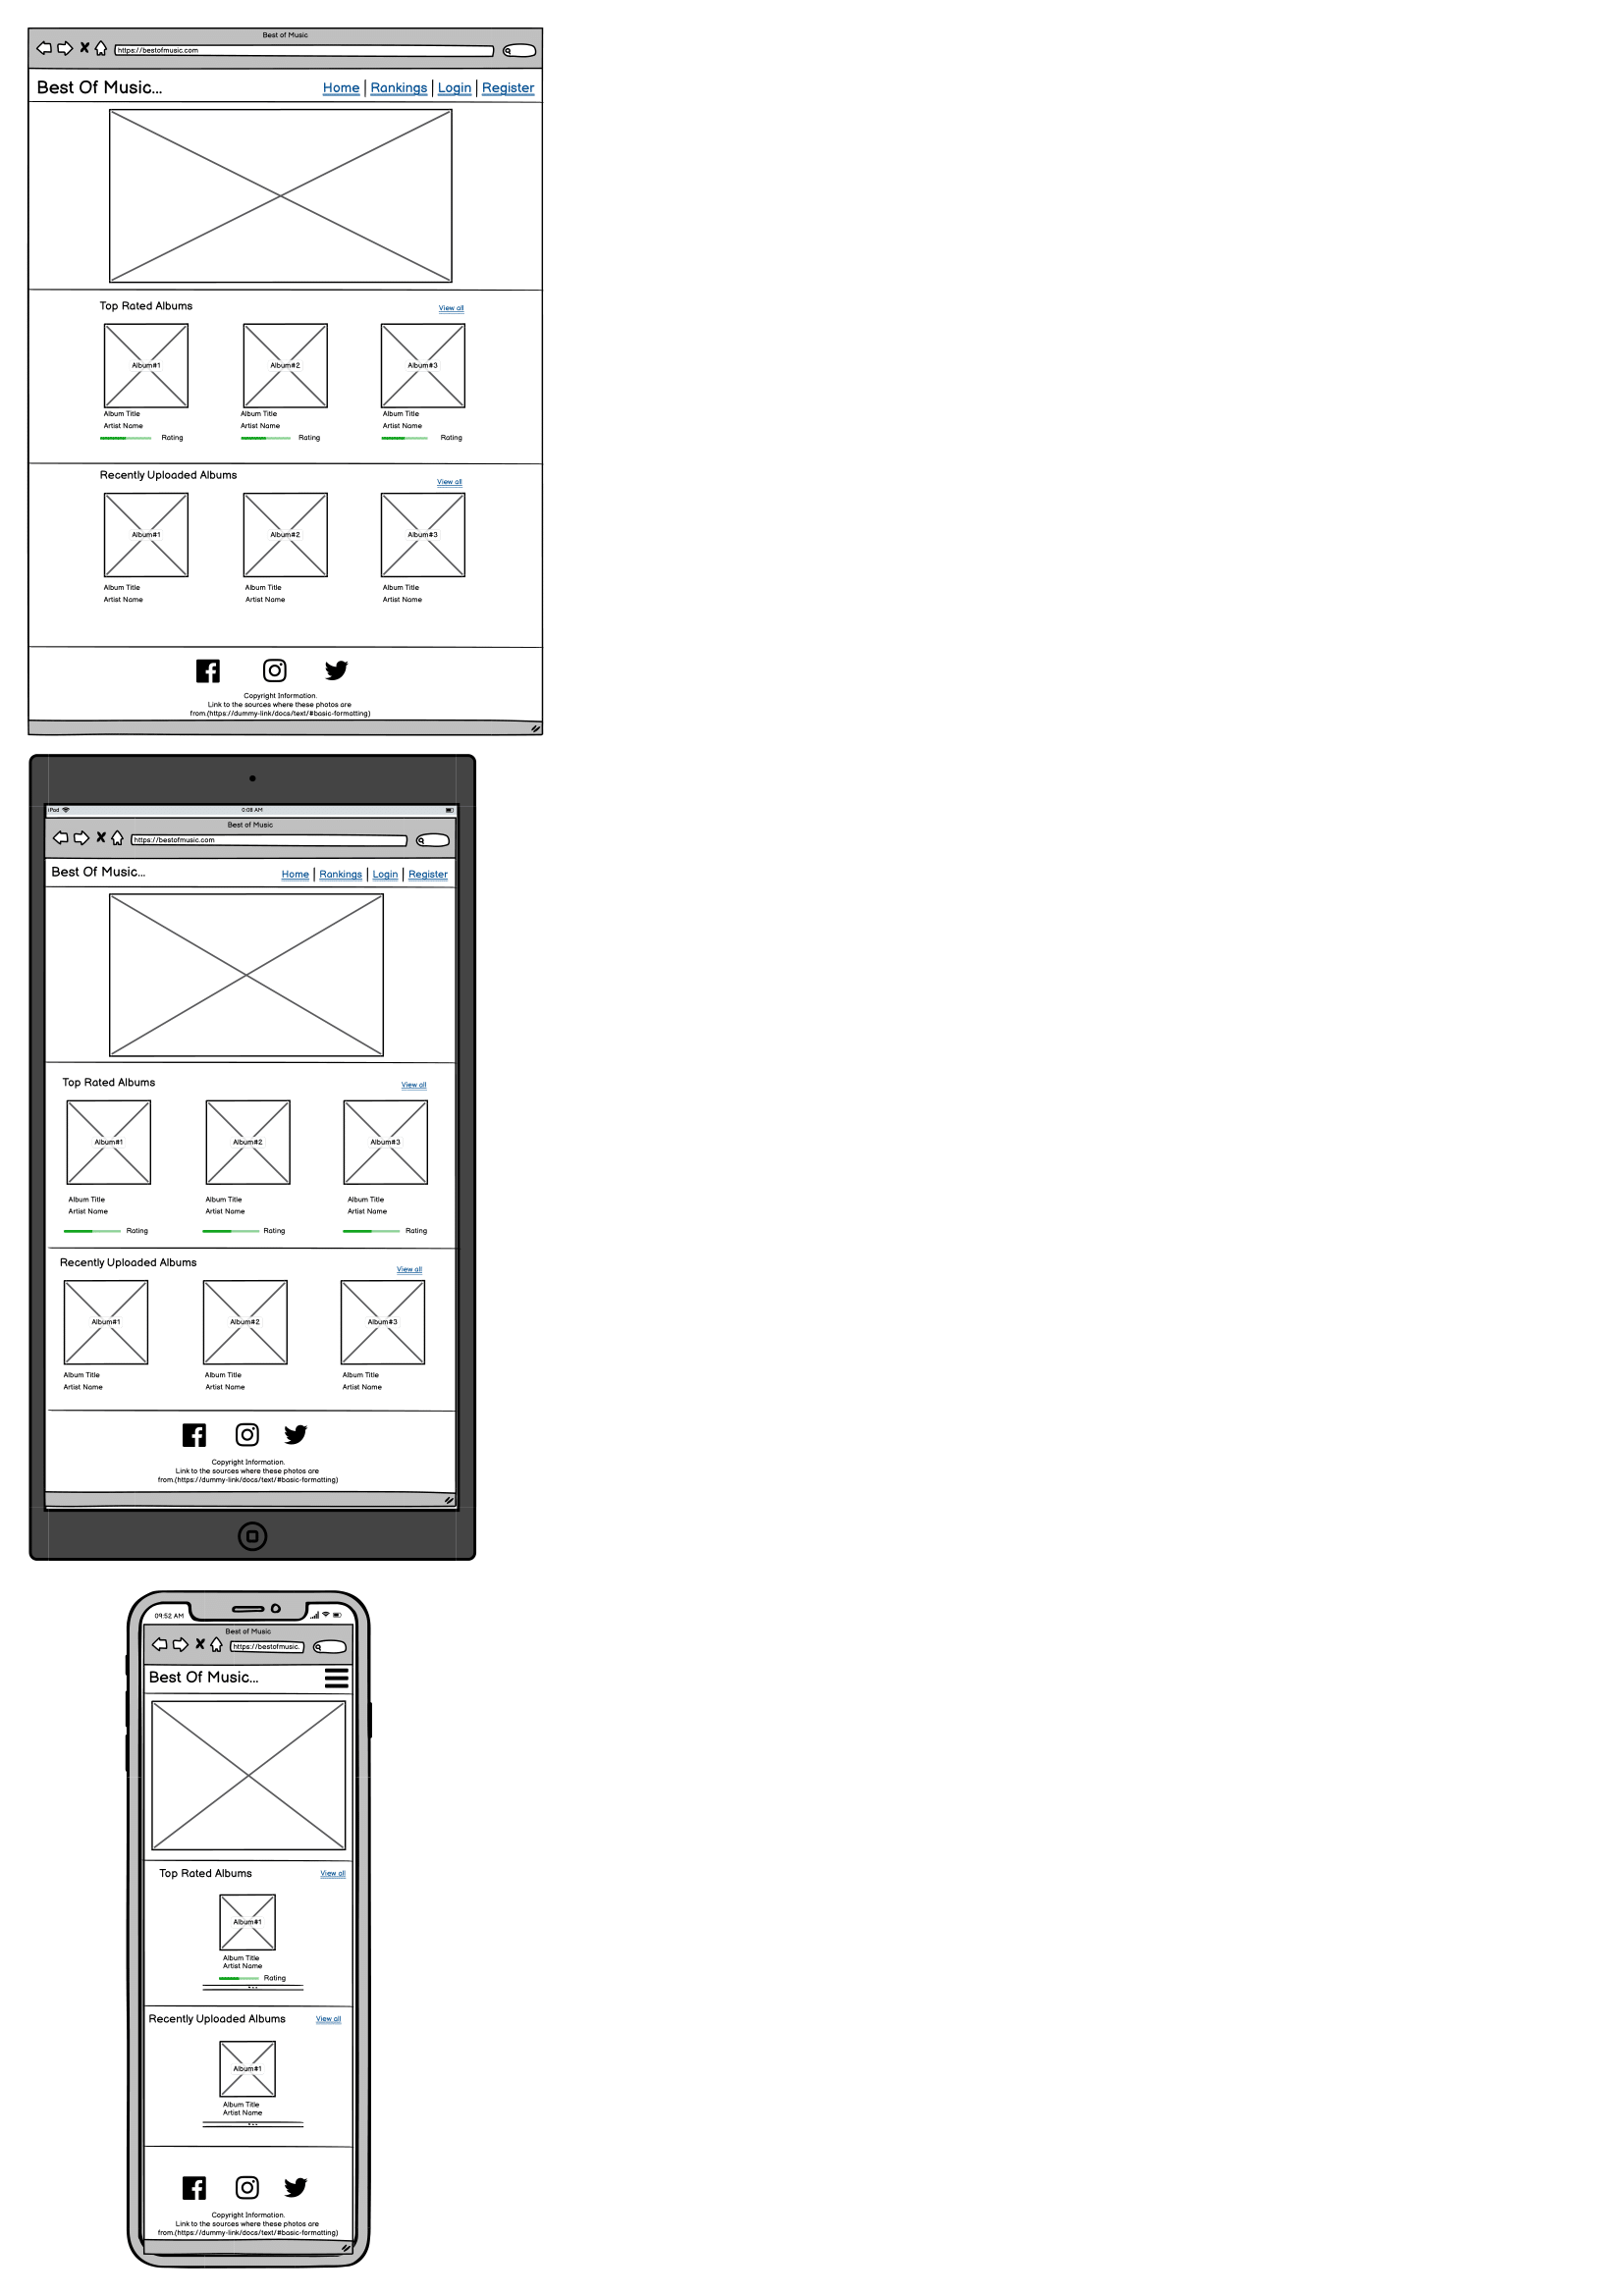 Best of Music
https://bestofmusic.com
Best Of Music... Home | Rankings | Login | Register
Top Rated Albums View all
Album#1 Album#2 Album#3
Album Title Album Title Album Title
Artist Name Artist Name Artist Name
Rating Rating Rating
Recently Uploaded Albums View all
Album#1 Album#2 Album#3
Album Title Album Title Album Title
Artist Name Artist Name Artist Name
Copyright Information.
Link to the sources where these photos are
from.(https://dummy-link/docs/text/#basic-formatting)
iPad 0:08 AM
Best of Music
https://bestofmusic.com
Best Of Music... Home | Rankings | Login | Register
Top Rated Albums View all
Album#1 Album#2 Album#3
Album Title Album Title Album Title
Artist Name Artist Name Artist Name
Rating Rating Rating
Recently Uploaded Albums View all
Album#1 Album#2 Album#3
Album Title Album Title Album Title
Artist Name Artist Name Artist Name
Copyright Information.
Link to the sources where these photos are
from.(https://dummy-link/docs/text/#basic-formatting)
09:52 AM
Best of Music
https://bestofmusic.
Best Of Music...
Top Rated Albums View all
Album#1
Album Title
Artist Name
Rating
Recently Uploaded Albums View all
Album#1
Album Title
Artist Name
Copyright Information.
Link to the sources where these photos are
from.(https://dummy-link/docs/text/#basic-formatting)